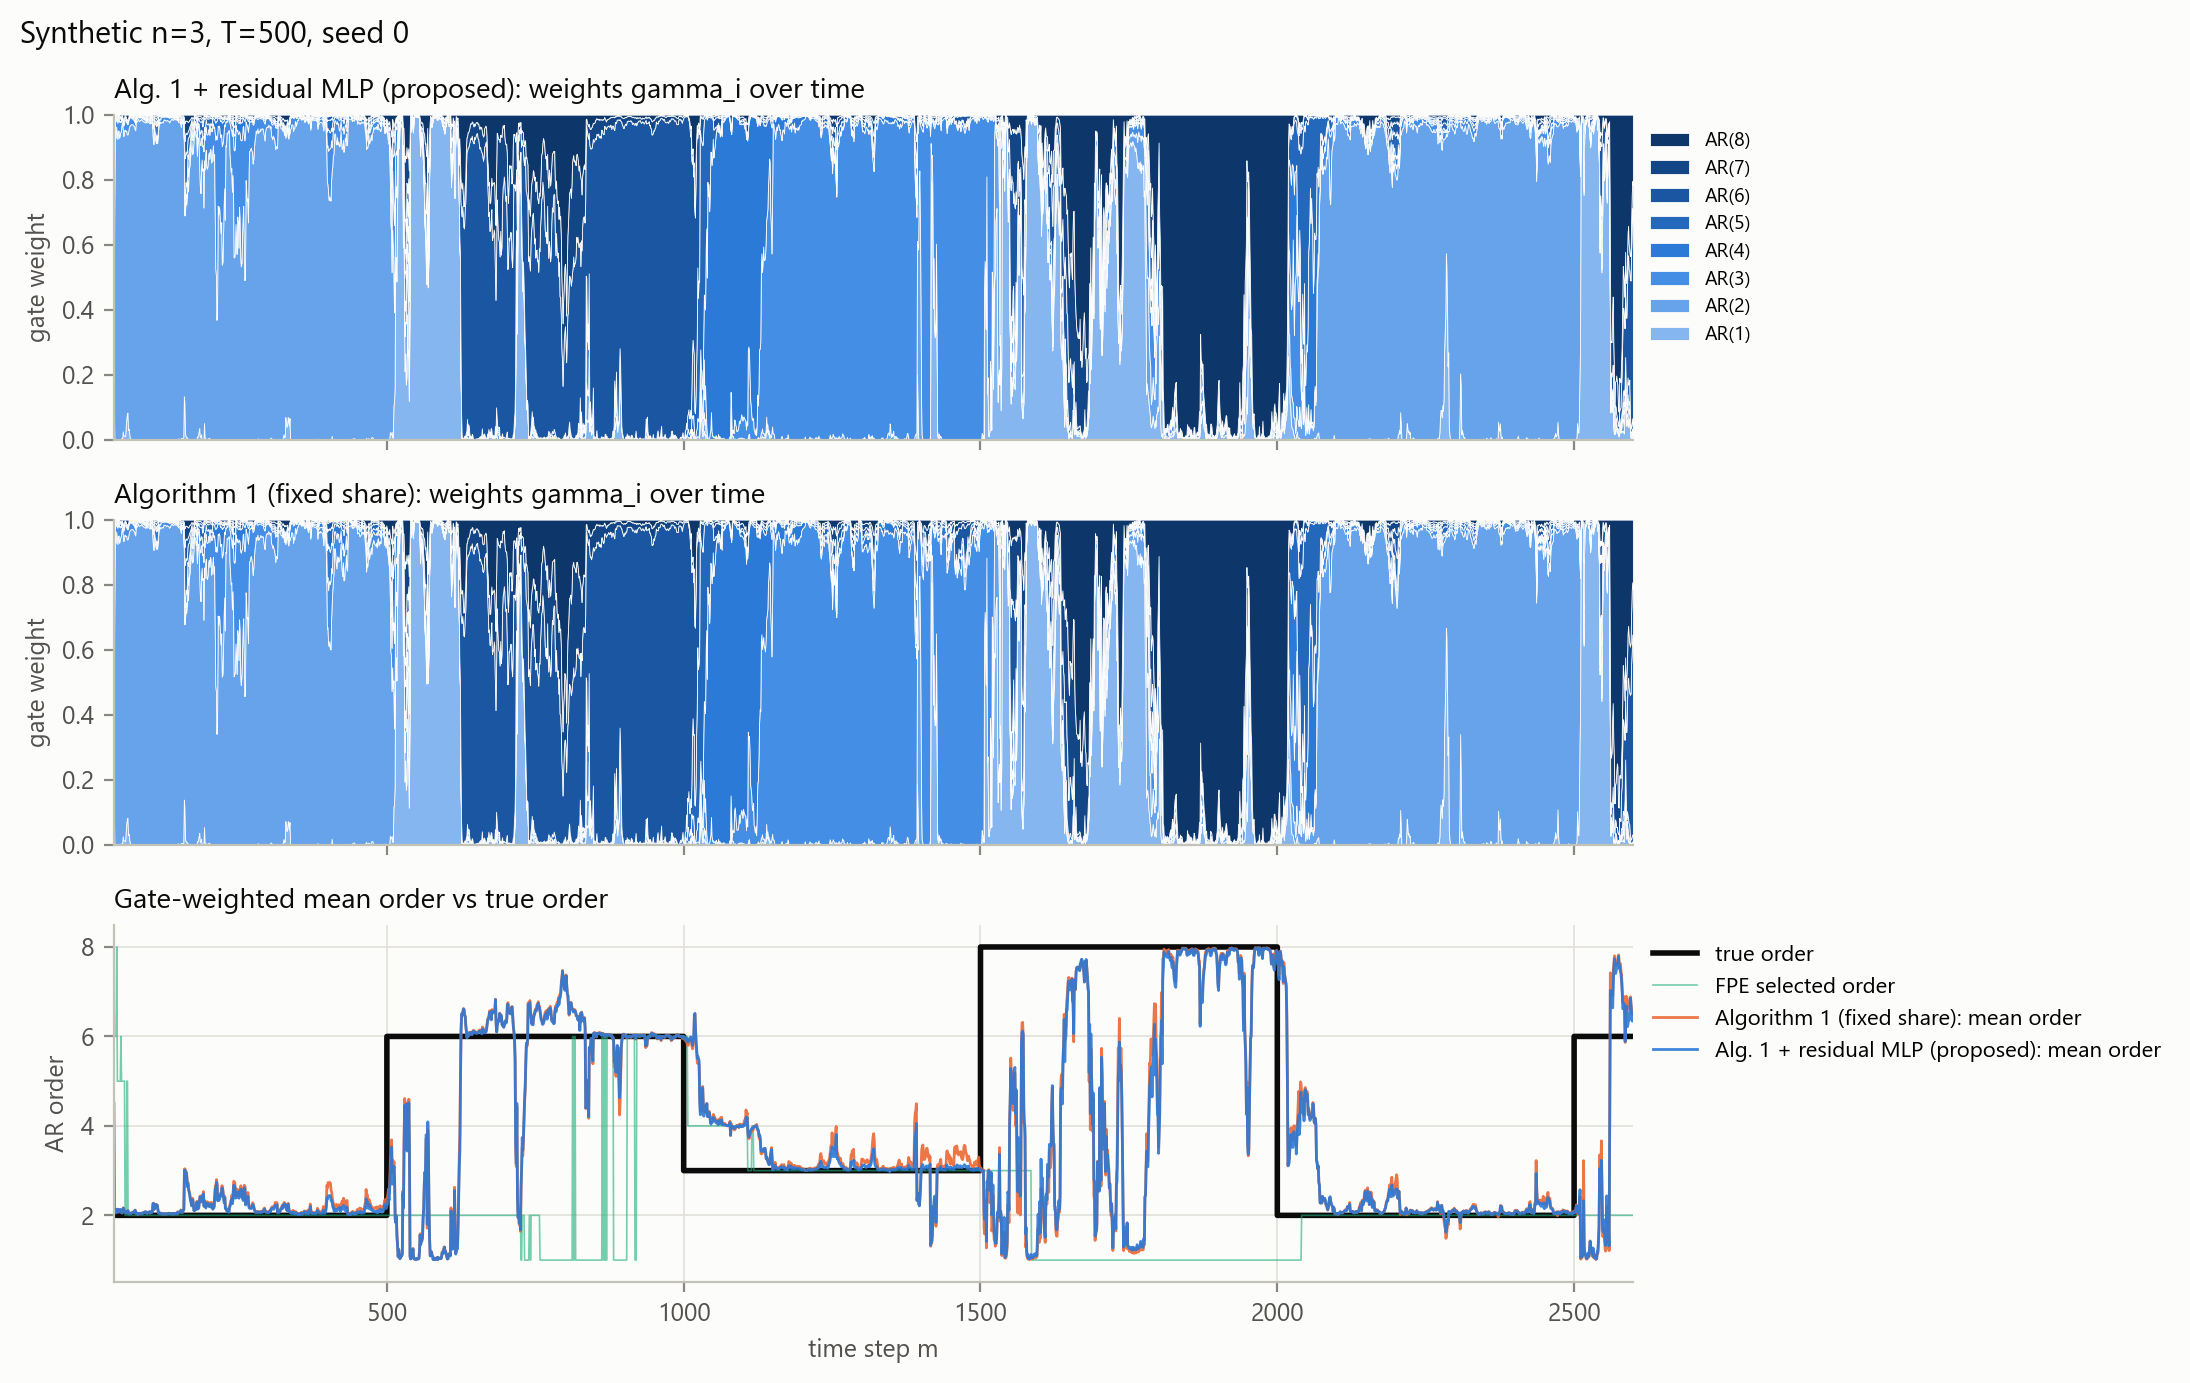 Synthetic n=3, T=500, seed 0
Alg. 1 + residual MLP (proposed): weights gamma_i over time
1.0
0.8
0.6
0.4
0.2
0.0
gate weight
AR(8)
AR(7)
AR(6)
AR(5)
AR(4)
AR(3)
AR(2)
AR(1)
Algorithm 1 (fixed share): weights gamma_i over time
1.0
0.8
0.6
0.4
0.2
0.0
gate weight
Gate-weighted mean order vs true order
8
6
4
2
AR order
true order
FPE selected order
Algorithm 1 (fixed share): mean order
Alg. 1 + residual MLP (proposed): mean order
500 1000 1500 2000 2500
time step m